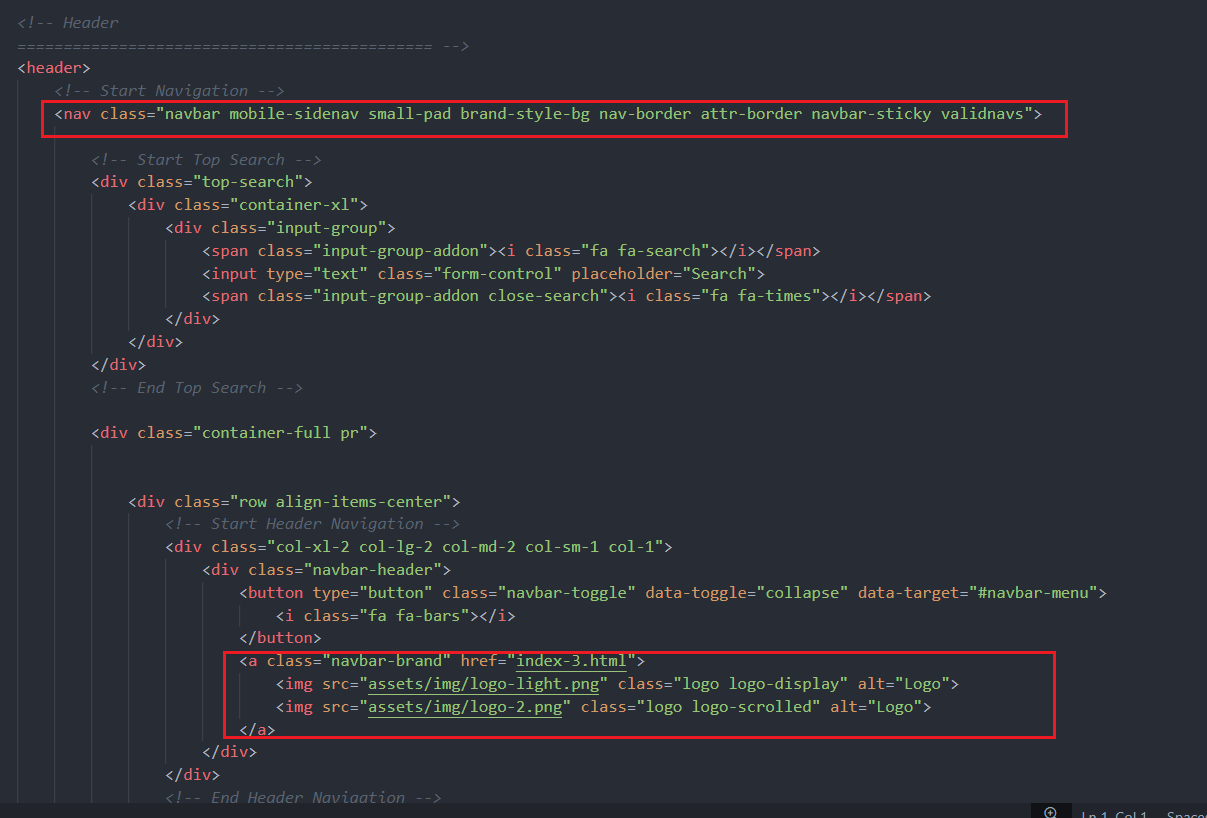 <!-- Header
============================================= -->
<header>
<!-- Start Navigation -->
<nav class="navbar mobile-sidenav small-pad brand-style-bg nav-border attr-border navbar-sticky validnavs">
<!-- Start Top Search -->
<div class="top-search">
<div class="container-xl">
<div class="input-group">
<span class="input-group-addon"><i class="fa fa-search"></i></span>
<input type="text" class="form-control" placeholder="Search">
<span class="input-group-addon close-search"><i class="fa fa-times"></i></span>
</div>
</div>
</div>
<!-- End Top Search -->
<div class="container-full pr">
<div class="row align-items-center">
<!-- Start Header Navigation -->
<div class="col-xl-2 col-lg-2 col-md-2 col-sm-1 col-1">
<div class="navbar-header">
<button type="button" class="navbar-toggle" data-toggle="collapse" data-target="#navbar-menu">
<i class="fa fa-bars"></i>
</button>
<a class="navbar-brand" href="index-3.html">
<img src="assets/img/logo-light.png" class="logo logo-display" alt="Logo">
<img src="assets/img/logo-2.png" class="logo logo-scrolled" alt="Logo">
</a>
</div>
</div>
<!-- End Header Navigation -->
Ln 1, Col 1